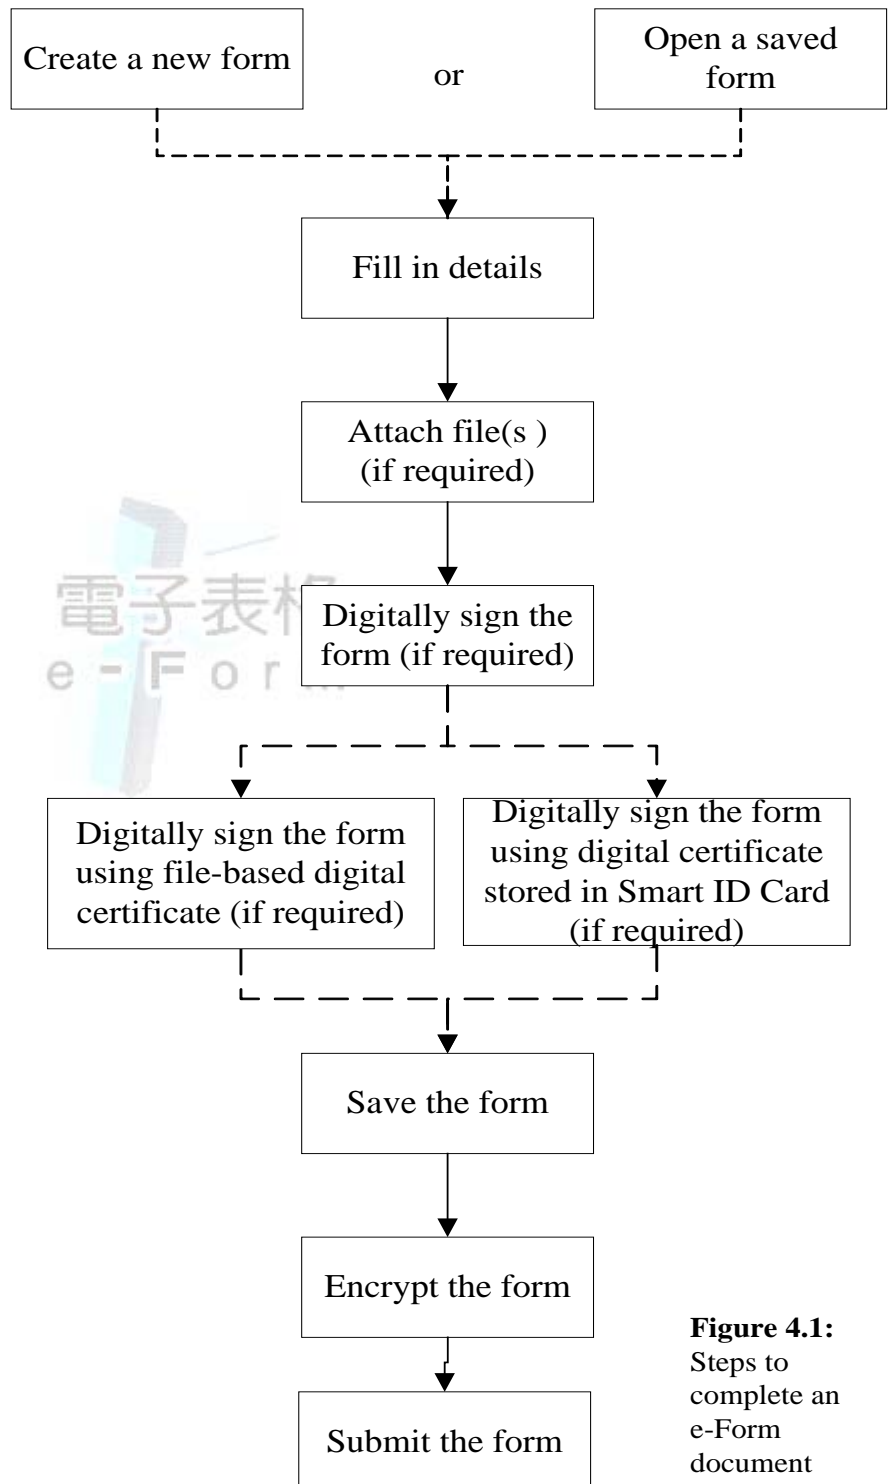 Create a new form
or
Open a saved
form
Fill in details
Attach file(s )
(if required)
電子表格
e-Form
Digitally sign the
form (if required)
Digitally sign the form
using file-based digital
certificate (if required)
Digitally sign the form
using digital certificate
stored in Smart ID Card
(if required)
Save the form
Encrypt the form
Submit the form
Figure 4.1:
Steps to
complete an
e-Form
document